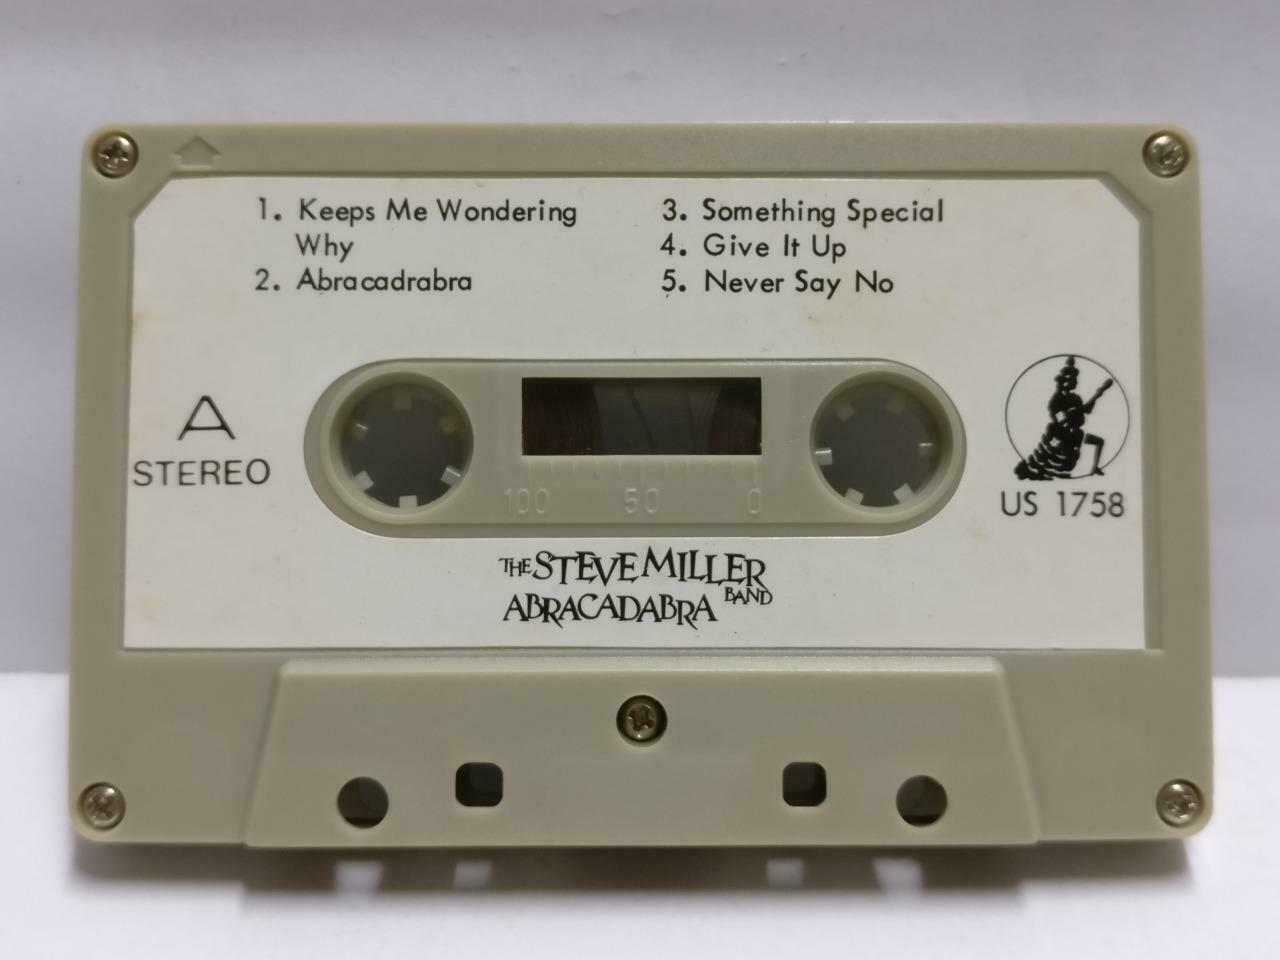 1. Keeps Me Wondering
Why
2. Abracadrabra
3. Something Special
4. Give It Up
5. Never Say No
A
STEREO
100 50 0
US 1758
THE STEVE MILLER
BAND
ABRACADABRA